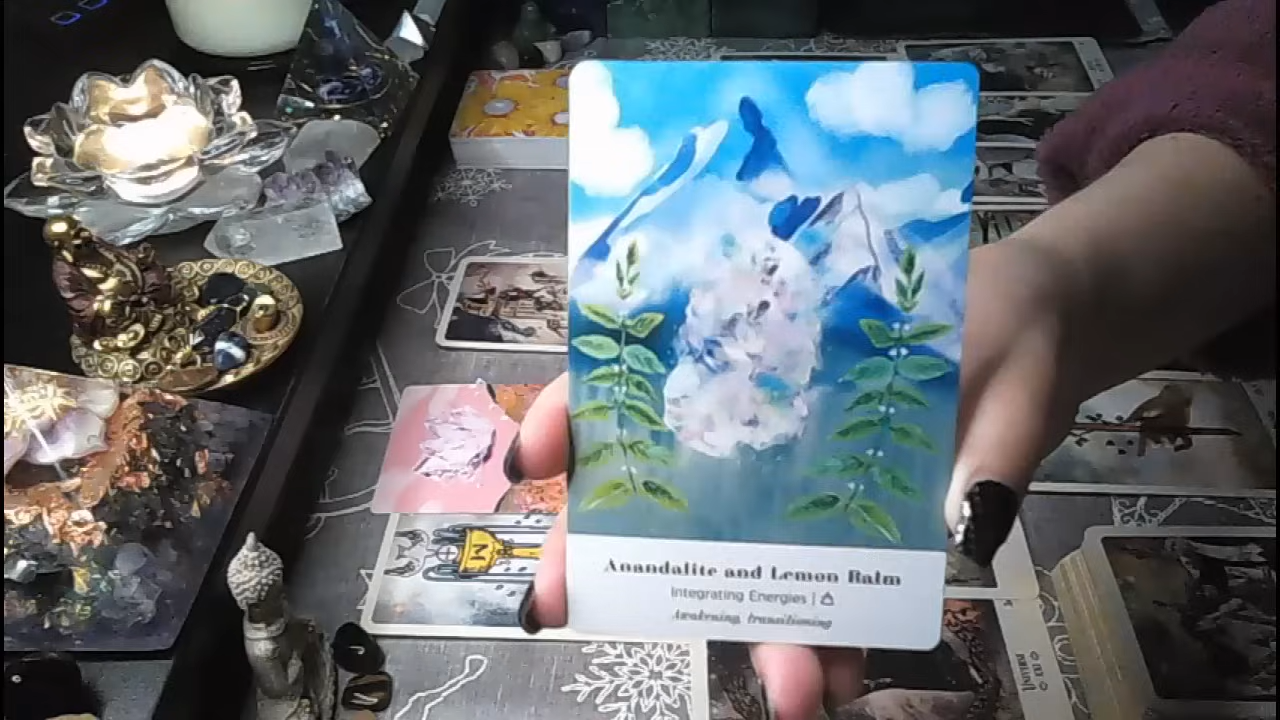 Anandalite and Lemon Balm
Integrating Energies |
Awakening, transitioning
M